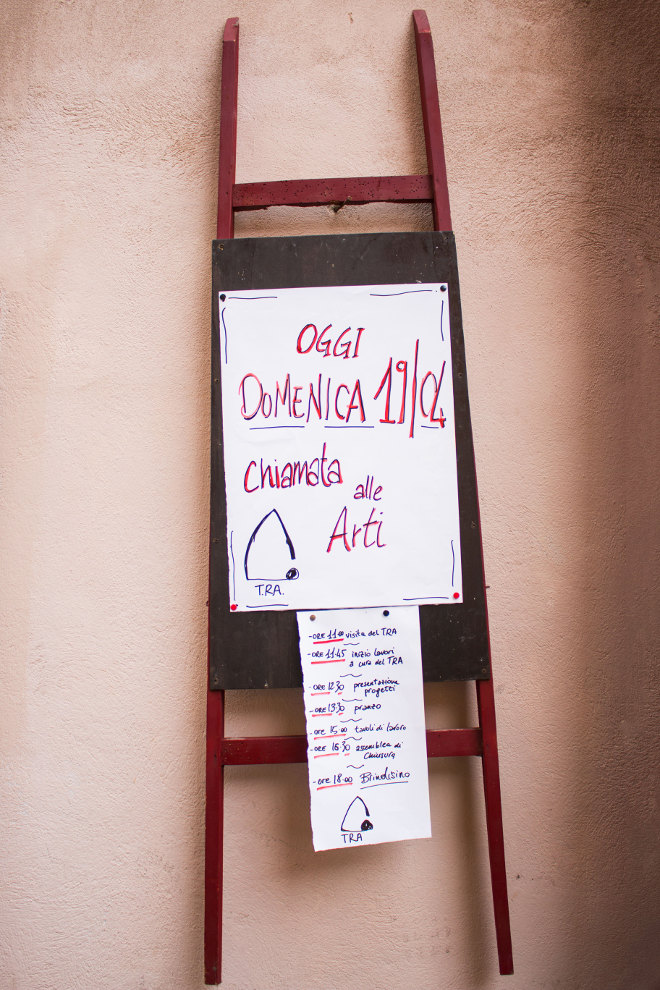 OGGI
DOMENICA 19/04
Chiamata
alle
Arti
T.RA.
- ORE 11.00 visita del TRA
- ORE 11.45 inizio lavori
a cura del TRA
- ORE 12.30 presentazione
progetti
- ORE 13.30 pranzo
- ORE 15.00 tavoli di lavoro
- ORE 16.30 assemblea di
chiusura
- ORE 18.00 Brindisino
TRA